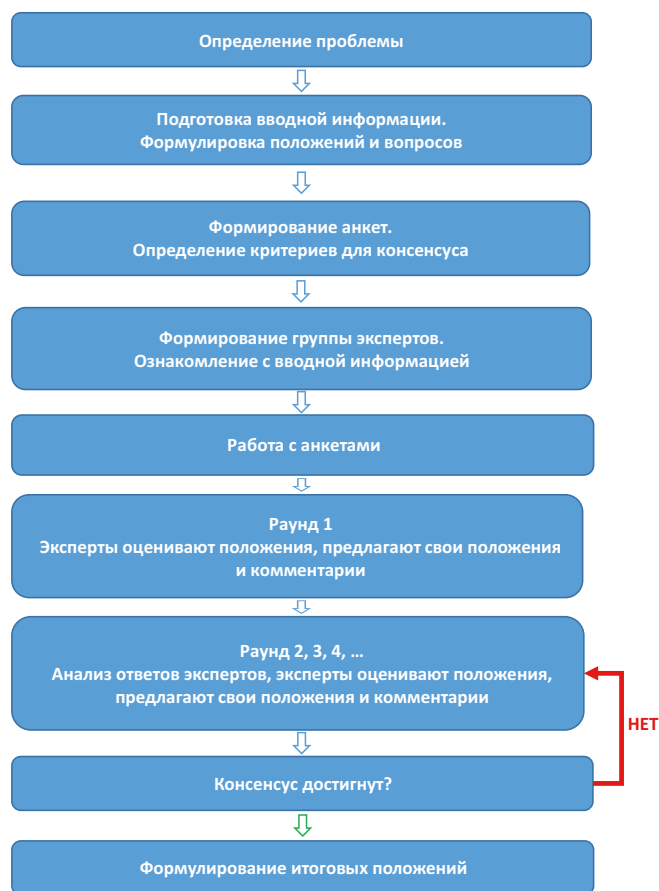 Определение проблемы
Подготовка вводной информации.
Формулировка положений и вопросов
Формирование анкет.
Определение критериев для консенсуса
Формирование группы экспертов.
Ознакомление с вводной информацией
Работа с анкетами
Раунд 1
Эксперты оценивают положения, предлагают свои положения
и комментарии
Раунд 2, 3, 4, ...
Анализ ответов экспертов, эксперты оценивают положения,
предлагают свои положения и комментарии
НЕТ
Консенсус достигнут?
Формулирование итоговых положений